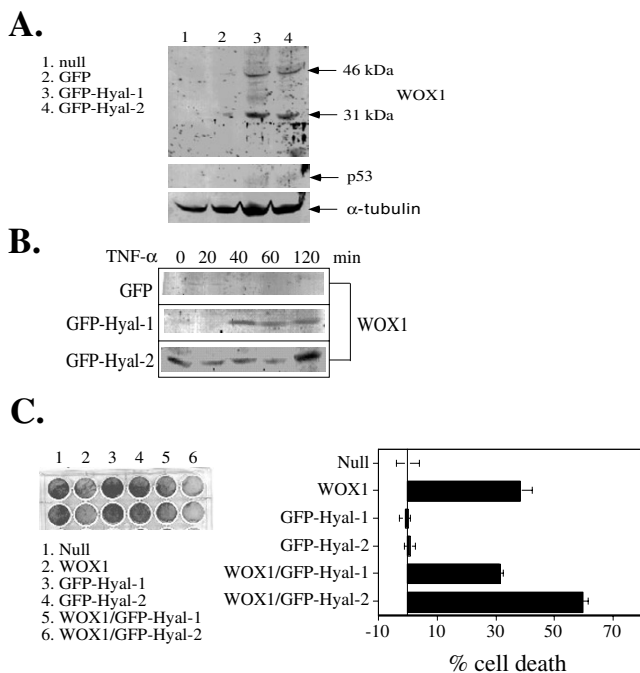 A.
1 2 3 4
1. null
2. GFP
3. GFP-Hyal-1
4. GFP-Hyal-2
46 kDa
WOX1
31 kDa
p53
α-tubulin
B.
TNF-α 0 20 40 60 120 min
GFP
GFP-Hyal-1
GFP-Hyal-2
WOX1
C.
1 2 3 4 5 6
1. Null
2. WOX1
3. GFP-Hyal-1
4. GFP-Hyal-2
5. WOX1/GFP-Hyal-1
6. WOX1/GFP-Hyal-2
Null
WOX1
GFP-Hyal-1
GFP-Hyal-2
WOX1/GFP-Hyal-1
WOX1/GFP-Hyal-2
-10 10 30 50 70
% cell death